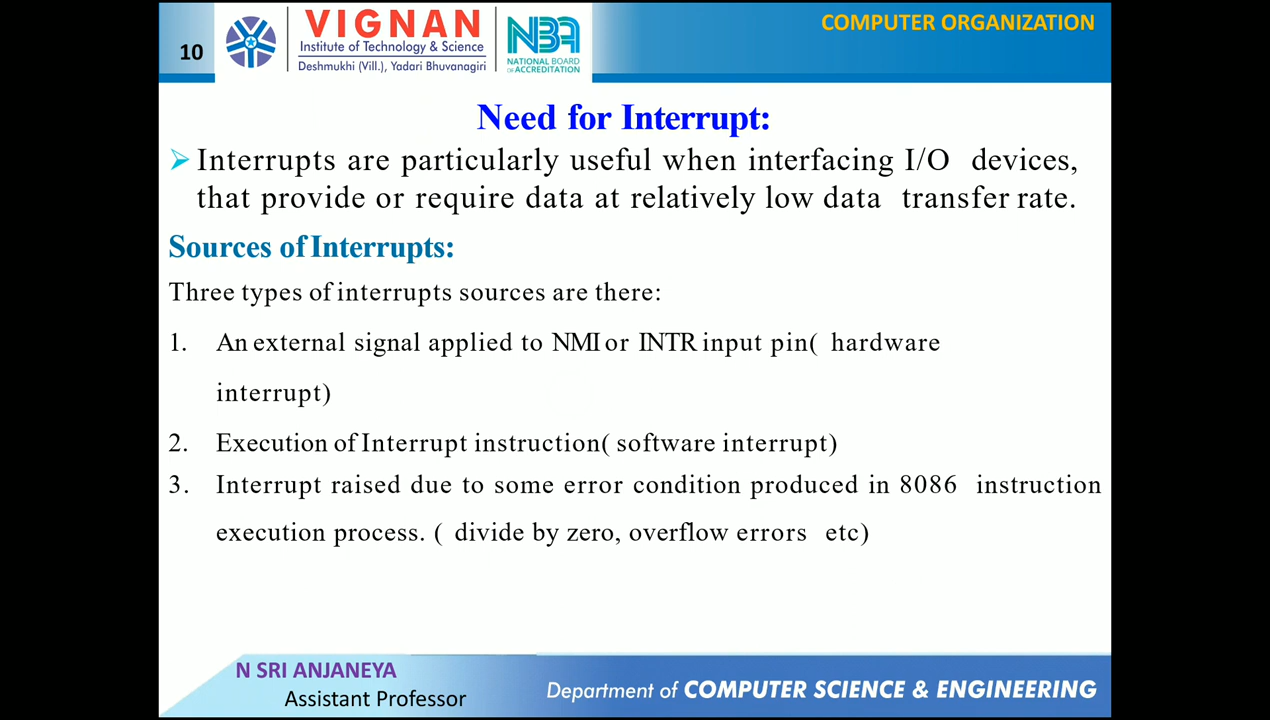 10
VIGNAN
Institute of Technology & Science
Deshmukhi (Vill.), Yadari Bhuvanagiri
NBA
NATIONAL BOARD
OF ACCREDITATION
COMPUTER ORGANIZATION
Need for Interrupt:
Interrupts are particularly useful when interfacing I/O devices,
that provide or require data at relatively low data transfer rate.
Sources of Interrupts:
Three types of interrupts sources are there:
1. An external signal applied to NMI or INTR input pin( hardware
interrupt)
2. Execution of Interrupt instruction( software interrupt)
3. Interrupt raised due to some error condition produced in 8086 instruction
execution process. ( divide by zero, overflow errors etc)
N SRI ANJANEYA
Assistant Professor
Department of COMPUTER SCIENCE & ENGINEERING